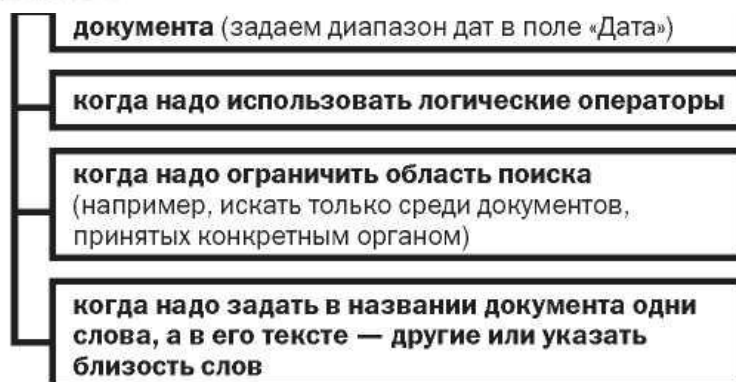 документа (задаем диапазон дат в поле «Дата»)
когда надо использовать логические операторы
когда надо ограничить область поиска
(например, искать только среди документов,
принятых конкретным органом)
когда надо задать в названии документа одни
слова, а в его тексте — другие или указать
близость слов